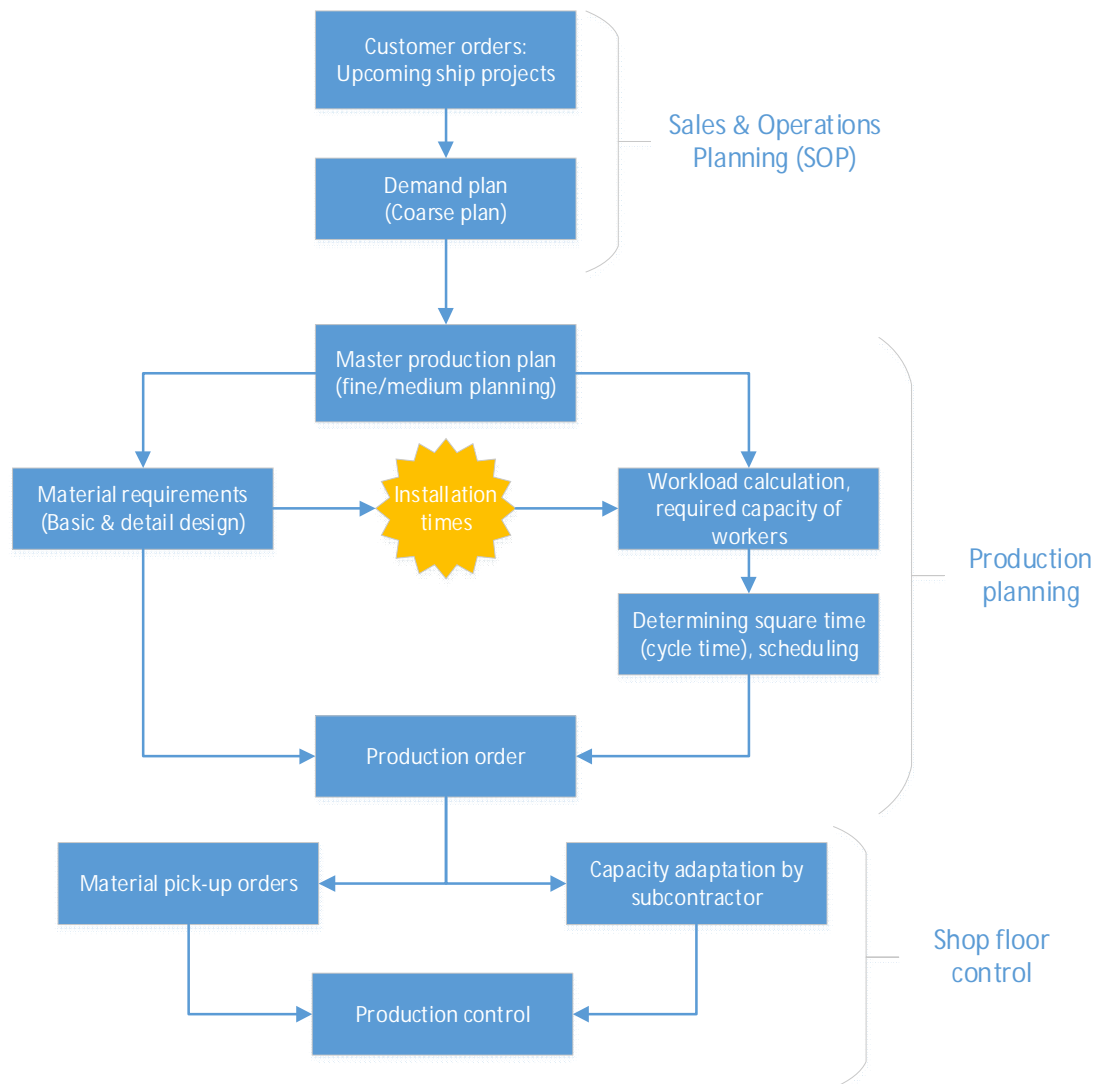 Customer orders:
Upcoming ship projects
Sales & Operations
Planning (SOP)
Demand plan
(Coarse plan)
Master production plan
(fine/medium planning)
Material requirements
(Basic & detail design)
Installation
times
Workload calculation,
required capacity of
workers
Production
planning
Determining square time
(cycle time), scheduling
Production order
Material pick-up orders
Capacity adaptation by
subcontractor
Shop floor
control
Production control